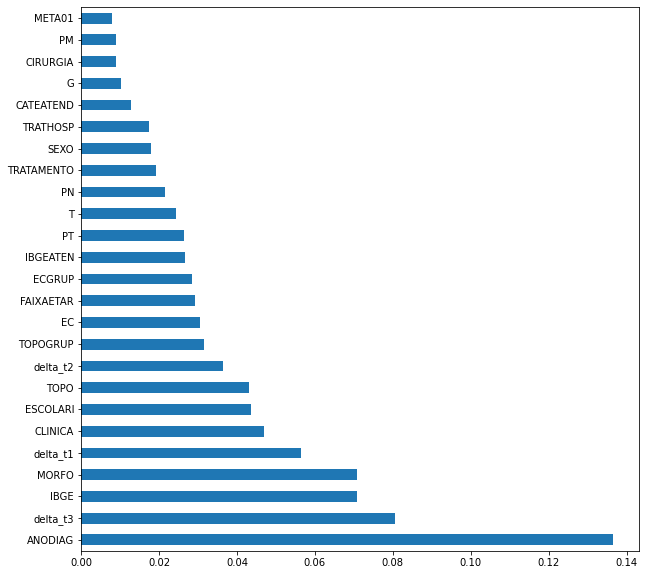 META01
PM
CIRURGIA
G
CATEATEND
TRATHOSP
SEXO
TRATAMENTO
PN
T
PT
IBGEATEN
ECGRUP
FAIXAETAR
EC
TOPOGRUP
delta_t2
TOPO
ESCOLARI
CLINICA
delta_t1
MORFO
IBGE
delta_t3
ANODIAG
0.00 0.02 0.04 0.06 0.08 0.10 0.12 0.14